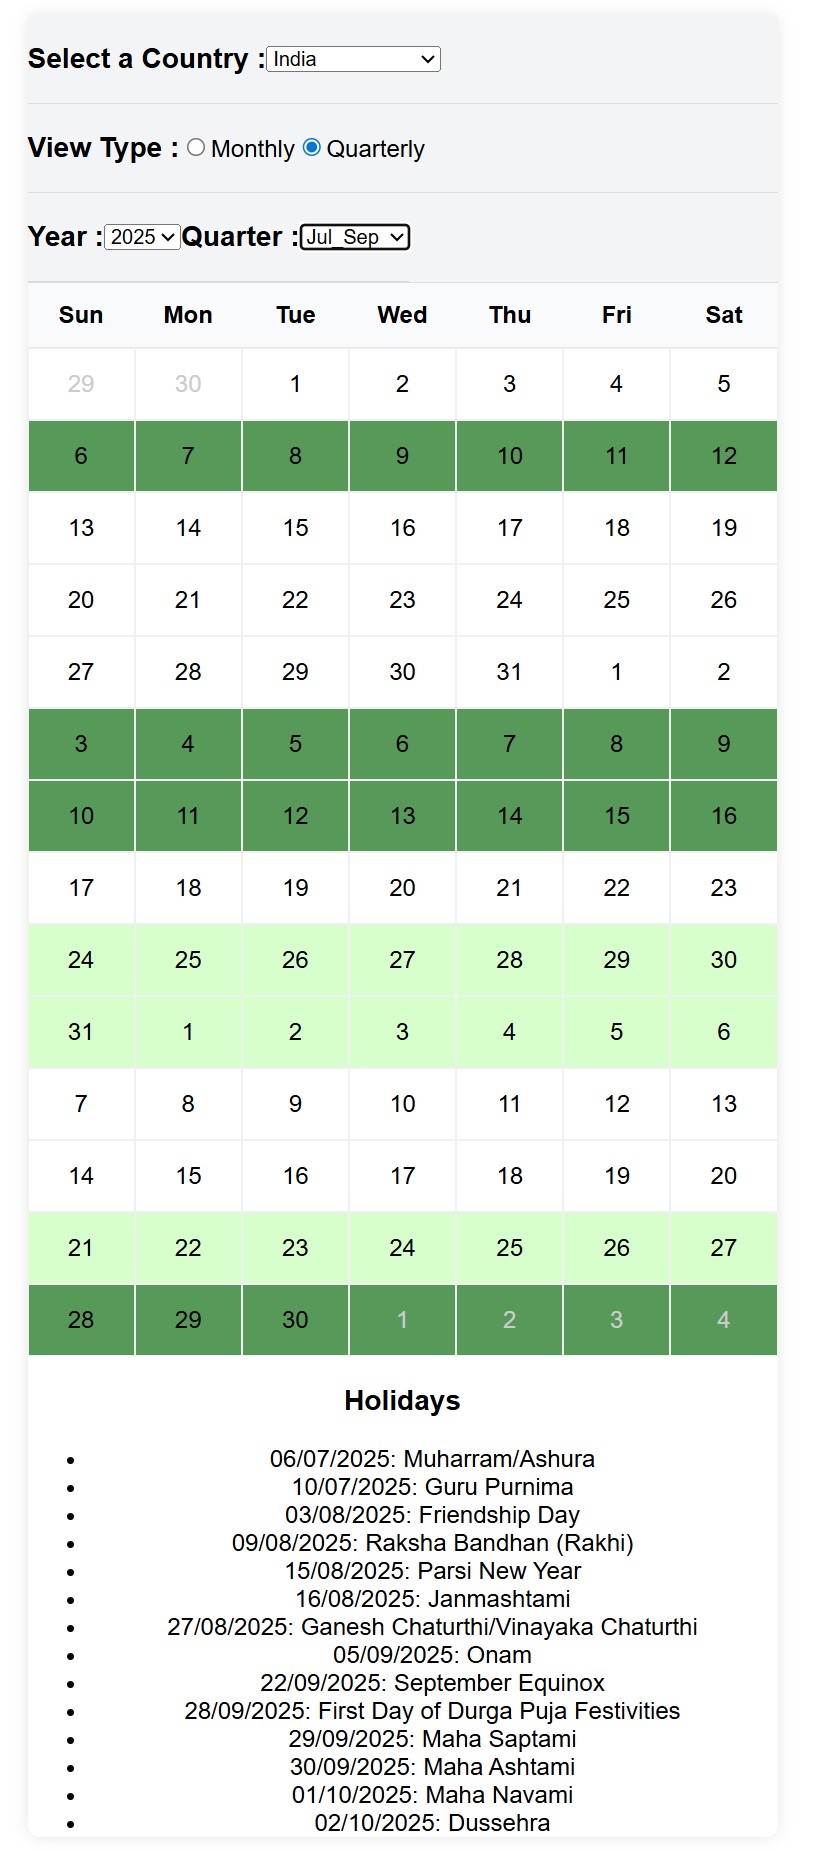 Select a Country : India
View Type : Monthly Quarterly
Year : 2025 Quarter : Jul_Sep
Sun Mon Tue Wed Thu Fri Sat
29 30 1 2 3 4 5
6 7 8 9 10 11 12
13 14 15 16 17 18 19
20 21 22 23 24 25 26
27 28 29 30 31 1 2
3 4 5 6 7 8 9
10 11 12 13 14 15 16
17 18 19 20 21 22 23
24 25 26 27 28 29 30
31 1 2 3 4 5 6
7 8 9 10 11 12 13
14 15 16 17 18 19 20
21 22 23 24 25 26 27
28 29 30 1 2 3 4
Holidays
06/07/2025: Muharram/Ashura
10/07/2025: Guru Purnima
03/08/2025: Friendship Day
09/08/2025: Raksha Bandhan (Rakhi)
15/08/2025: Parsi New Year
16/08/2025: Janmashtami
27/08/2025: Ganesh Chaturthi/Vinayaka Chaturthi
05/09/2025: Onam
22/09/2025: September Equinox
28/09/2025: First Day of Durga Puja Festivities
29/09/2025: Maha Saptami
30/09/2025: Maha Ashtami
01/10/2025: Maha Navami
02/10/2025: Dussehra